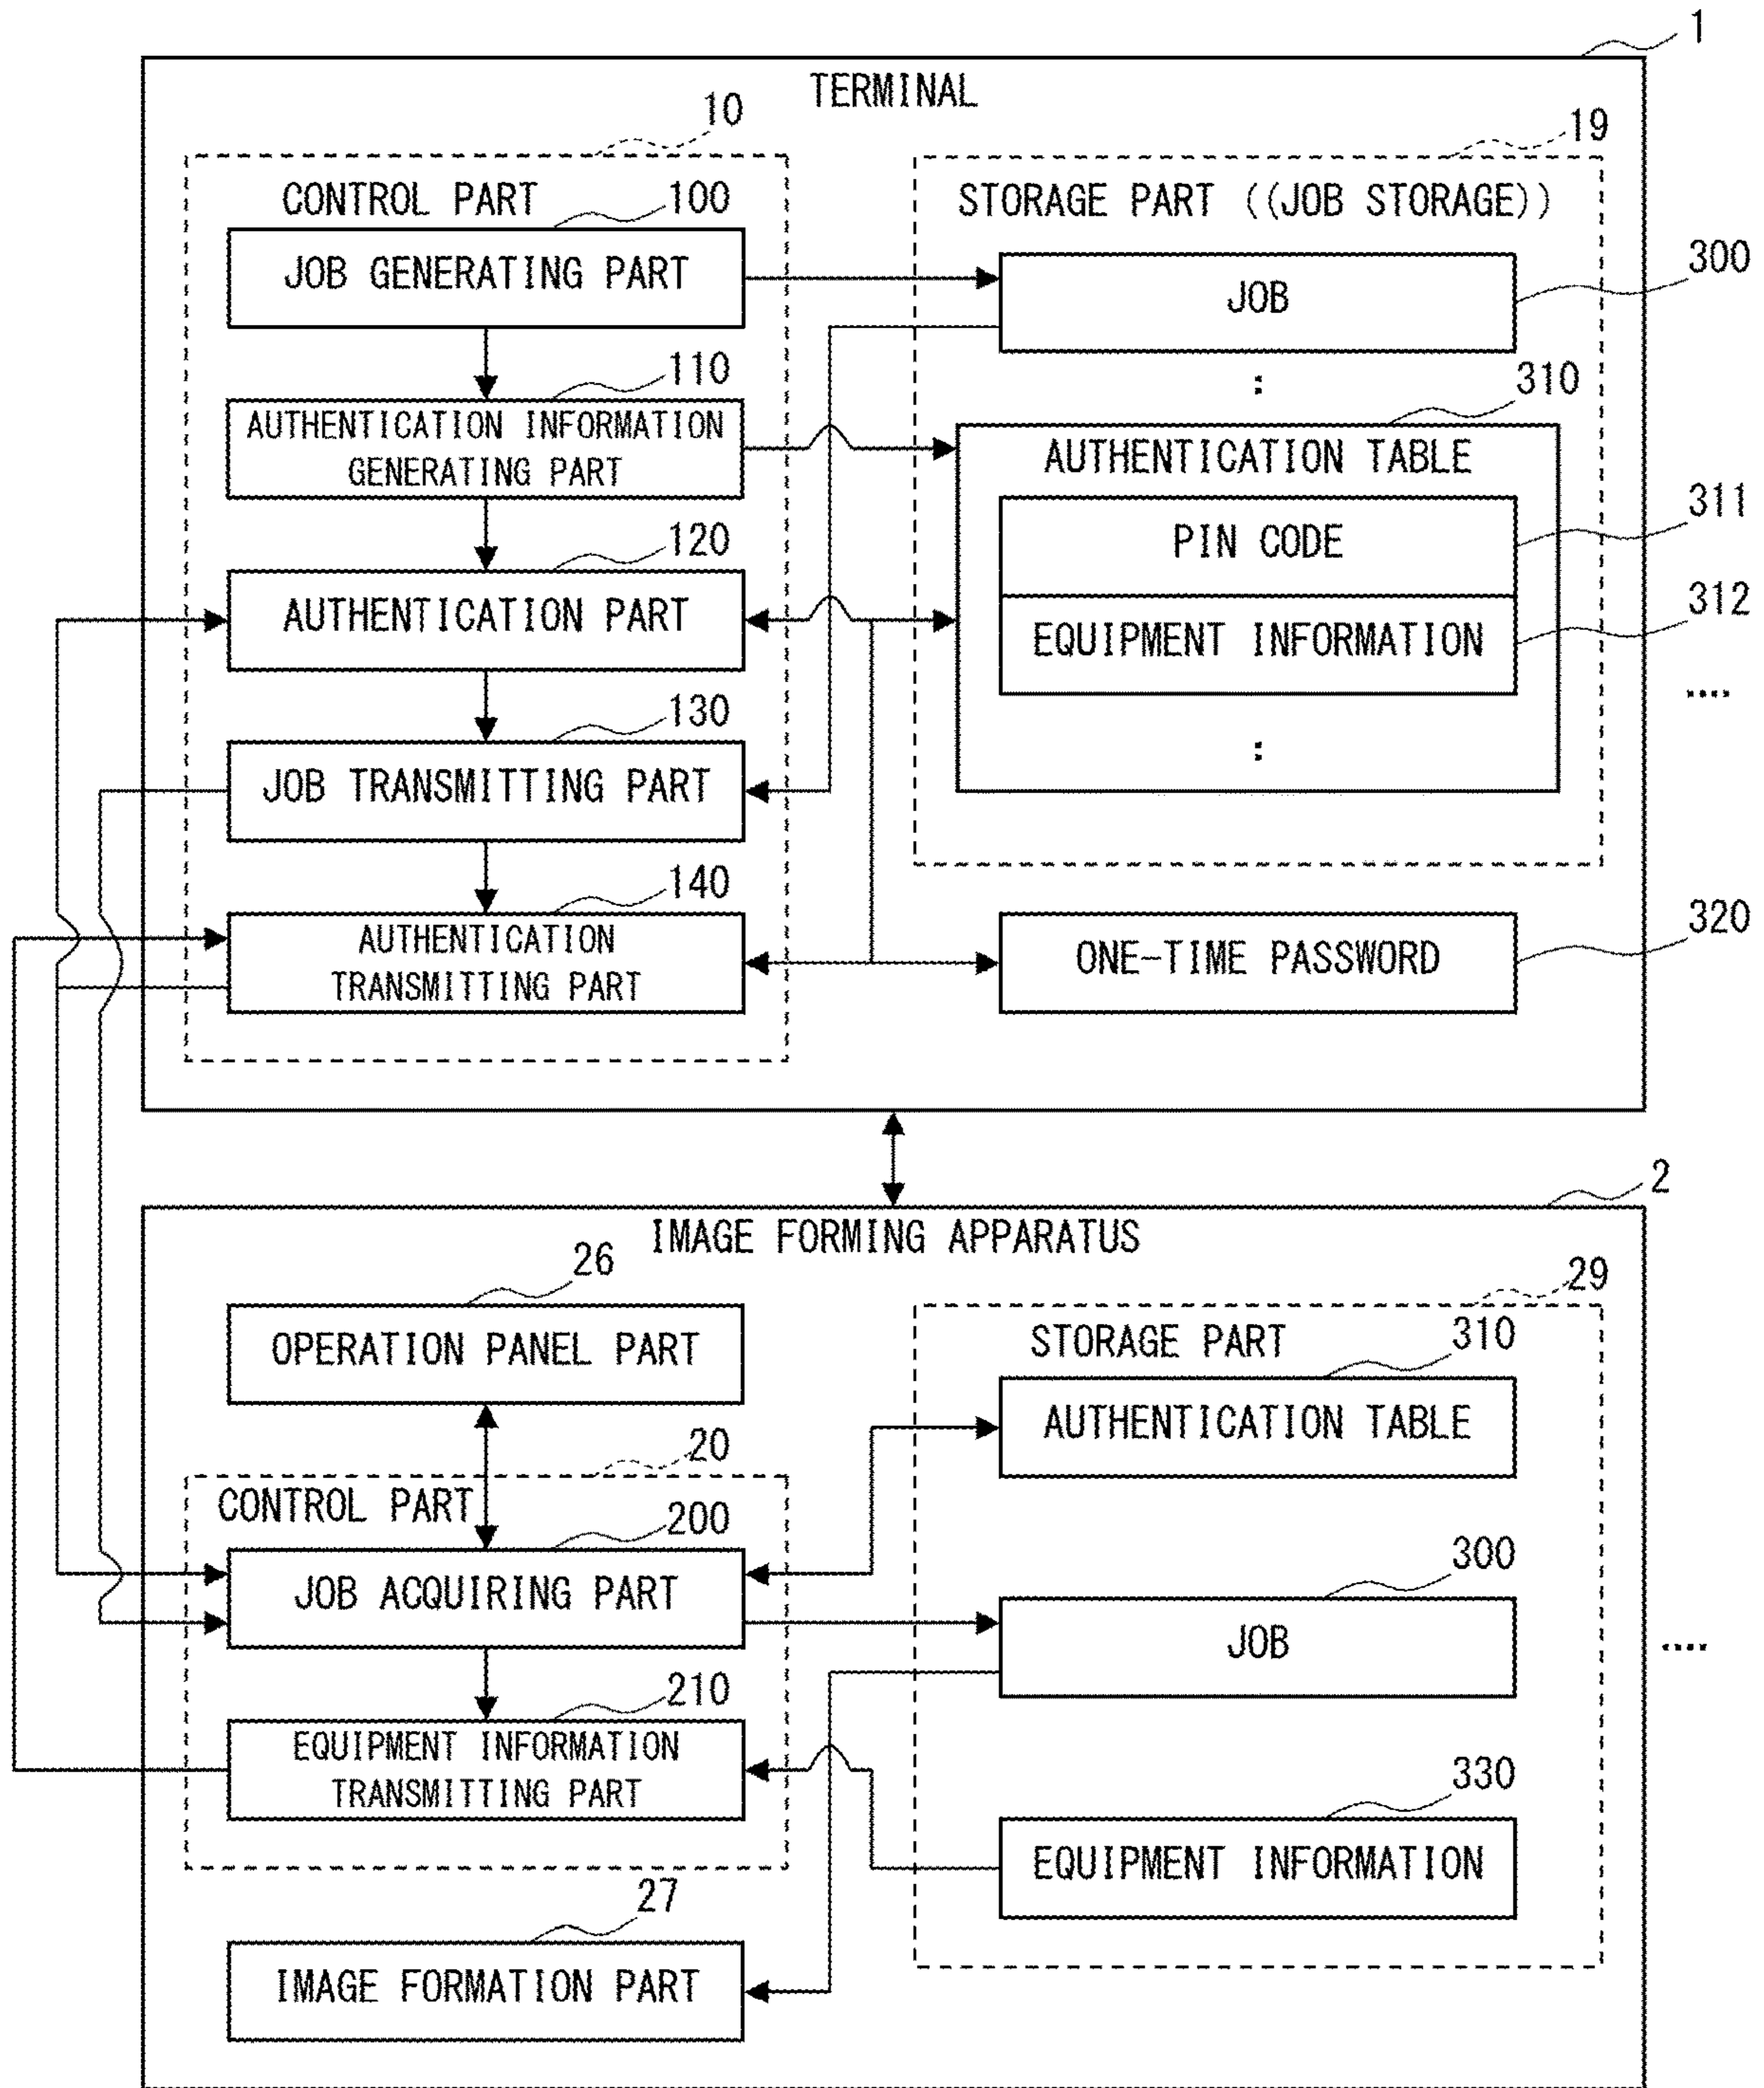 1
TERMINAL
10
19
CONTROL PART
100
STORAGE PART ((JOB STORAGE))
JOB GENERATING PART
JOB
300
110
310
AUTHENTICATION INFORMATION
GENERATING PART
:
AUTHENTICATION TABLE
311
PIN CODE
120
312
AUTHENTICATION PART
EQUIPMENT INFORMATION
....
130
:
JOB TRANSMITTING PART
140
320
AUTHENTICATION
TRANSMITTING PART
ONE-TIME PASSWORD
2
IMAGE FORMING APPARATUS
26
29
OPERATION PANEL PART
STORAGE PART
310
AUTHENTICATION TABLE
20
CONTROL PART
200
300
JOB ACQUIRING PART
JOB
....
210
EQUIPMENT INFORMATION
TRANSMITTING PART
330
EQUIPMENT INFORMATION
27
IMAGE FORMATION PART